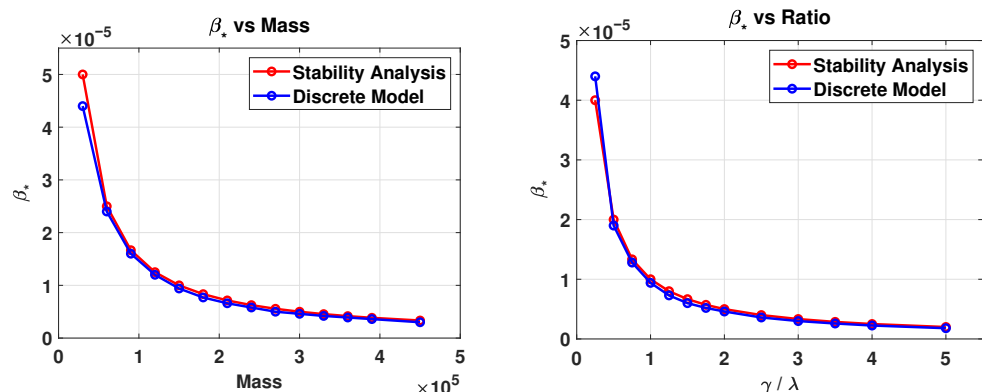 β⁎ vs Mass
×10⁻⁵
5
4
3
2
1
0
β⁎
Stability Analysis
Discrete Model
0 1 2 3 4 5
Mass
×10⁵
β⁎ vs Ratio
×10⁻⁵
5
4
3
2
1
0
β⁎
Stability Analysis
Discrete Model
0 1 2 3 4 5
γ / λ